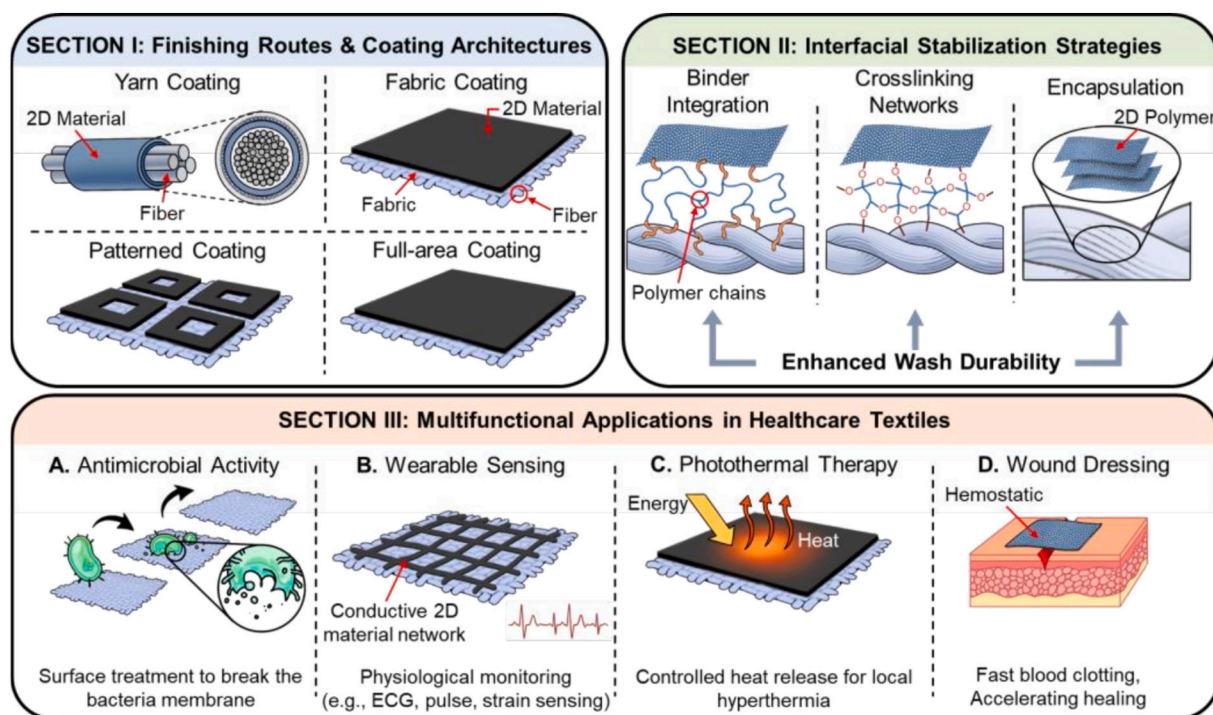 SECTION I: Finishing Routes & Coating Architectures
Yarn Coating
2D Material
Fiber
Fabric Coating
2D Material
Fabric
Fiber
Patterned Coating
Full-area Coating
SECTION II: Interfacial Stabilization Strategies
Binder
Integration
Polymer chains
Crosslinking
Networks
Encapsulation
2D Polymer
Enhanced Wash Durability
SECTION III: Multifunctional Applications in Healthcare Textiles
A. Antimicrobial Activity
Surface treatment to break the
bacteria membrane
B. Wearable Sensing
Conductive 2D
material network
Physiological monitoring
(e.g., ECG, pulse, strain sensing)
C. Photothermal Therapy
Energy
Heat
Controlled heat release for local
hyperthermia
D. Wound Dressing
Hemostatic
Fast blood clotting,
Accelerating healing